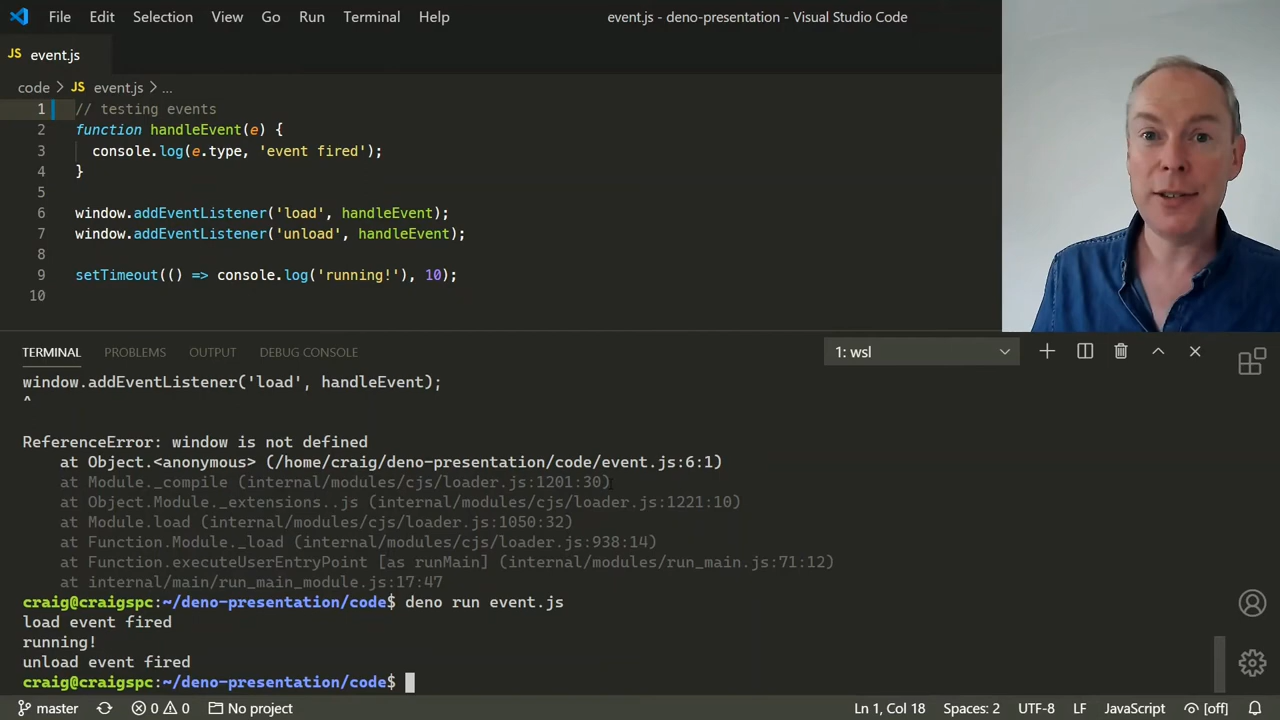 File Edit Selection View Go Run Terminal Help event.js - deno-presentation - Visual Studio Code
JS event.js
code > JS event.js > ...
1 // testing events
2 function handleEvent(e) {
3 console.log(e.type, 'event fired');
4 }
5
6 window.addEventListener('load', handleEvent);
7 window.addEventListener('unload', handleEvent);
8
9 setTimeout(() => console.log('running!'), 10);
10
TERMINAL PROBLEMS OUTPUT DEBUG CONSOLE 1: wsl
window.addEventListener('load', handleEvent);
^
ReferenceError: window is not defined
at Object.<anonymous> (/home/craig/deno-presentation/code/event.js:6:1)
at Module._compile (internal/modules/cjs/loader.js:1201:30)
at Object.Module._extensions..js (internal/modules/cjs/loader.js:1221:10)
at Module.load (internal/modules/cjs/loader.js:1050:32)
at Function.Module._load (internal/modules/cjs/loader.js:938:14)
at Function.executeUserEntryPoint [as runMain] (internal/modules/run_main.js:71:12)
at internal/main/run_main_module.js:17:47
craig@craigspc:~/deno-presentation/code$ deno run event.js
load event fired
running!
unload event fired
craig@craigspc:~/deno-presentation/code$
master 0 0 No project Ln 1, Col 18 Spaces: 2 UTF-8 LF JavaScript [off]